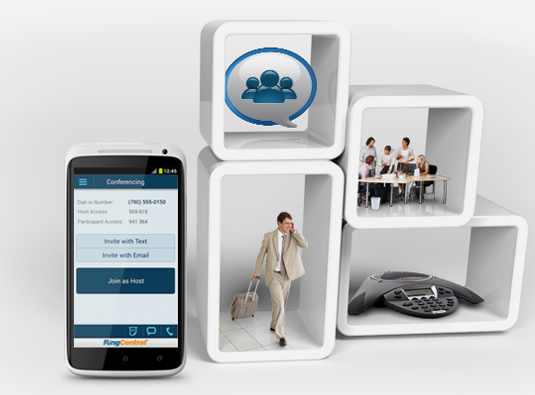 12:45
Conferencing
Dial-in Number: (760) 555-0150
Host Access: 569 675
Participant Access: 941 364
Invite with Text
Invite with Email
Join as Host
RingCentral